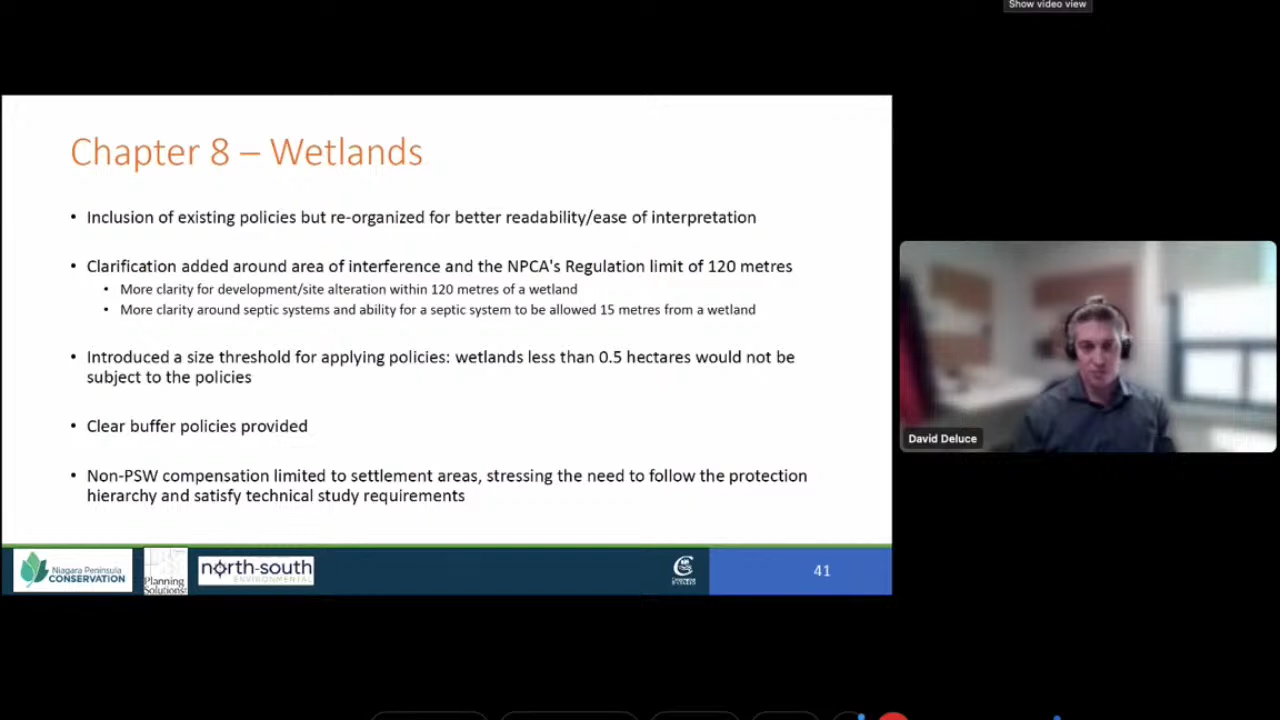 Show video view
Chapter 8 – Wetlands
• Inclusion of existing policies but re-organized for better readability/ease of interpretation
• Clarification added around area of interference and the NPCA's Regulation limit of 120 metres
• More clarity for development/site alteration within 120 metres of a wetland
• More clarity around septic systems and ability for a septic system to be allowed 15 metres from a wetland
• Introduced a size threshold for applying policies: wetlands less than 0.5 hectares would not be
subject to the policies
• Clear buffer policies provided
• Non-PSW compensation limited to settlement areas, stressing the need to follow the protection
hierarchy and satisfy technical study requirements
David Deluce
Niagara Peninsula
CONSERVATION
Planning
Solutions
north-south
ENVIRONMENTAL
41